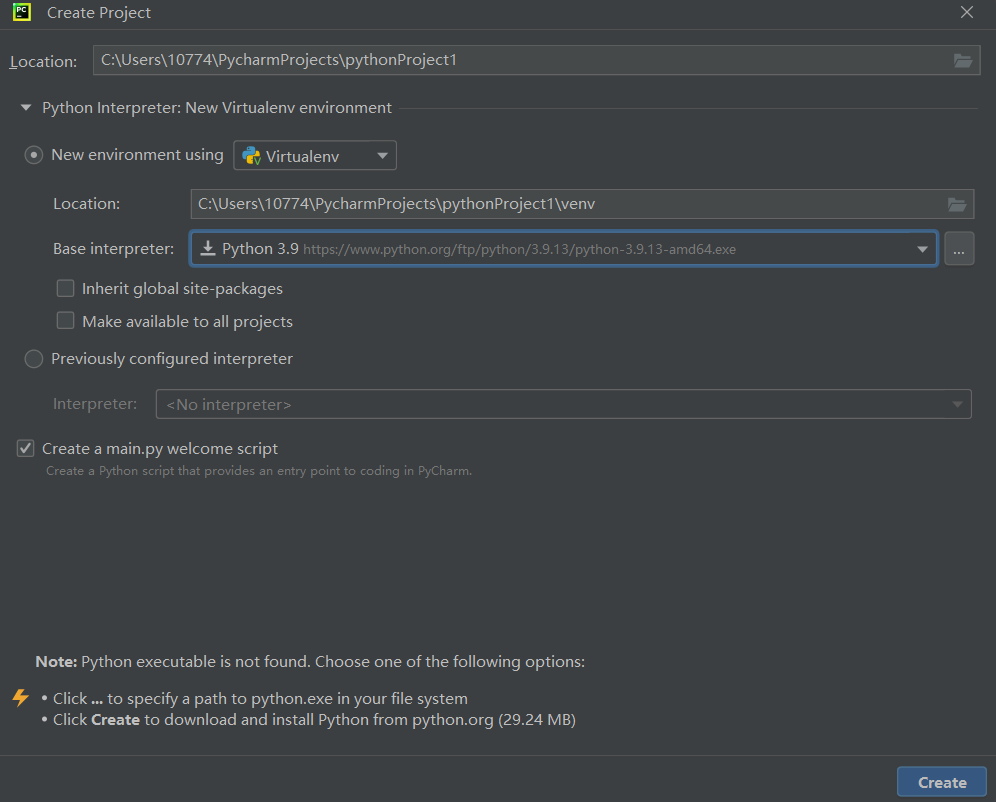 PC Create Project
Location: C:\Users\10774\PycharmProjects\pythonProject1
Python Interpreter: New Virtualenv environment
New environment using Virtualenv
Location: C:\Users\10774\PycharmProjects\pythonProject1\venv
Base interpreter: Python 3.9 https://www.python.org/ftp/python/3.9.13/python-3.9.13-amd64.exe ...
Inherit global site-packages
Make available to all projects
Previously configured interpreter
Interpreter: <No interpreter>
Create a main.py welcome script
Create a Python script that provides an entry point to coding in PyCharm.
Note: Python executable is not found. Choose one of the following options:
• Click ... to specify a path to python.exe in your file system
• Click Create to download and install Python from python.org (29.24 MB)
Create